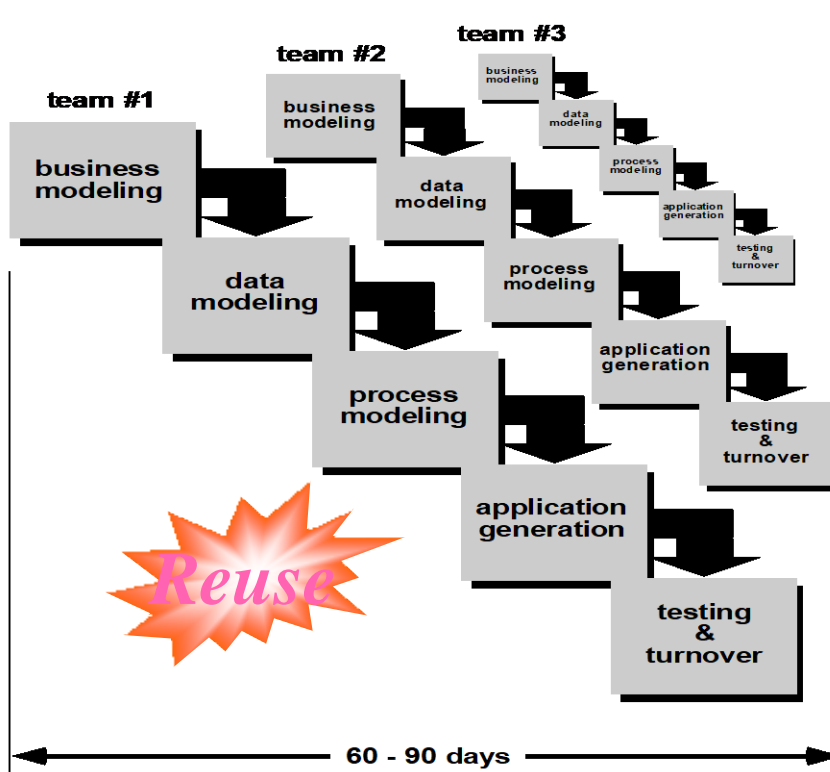 team #1
business
modeling
data
modeling
process
modeling
application
generation
testing
&
turnover
team #2
business
modeling
data
modeling
process
modeling
application
generation
testing
&
turnover
team #3
business
modeling
data
modeling
process
modeling
application
generation
testing
&
turnover
Reuse
60 - 90 days